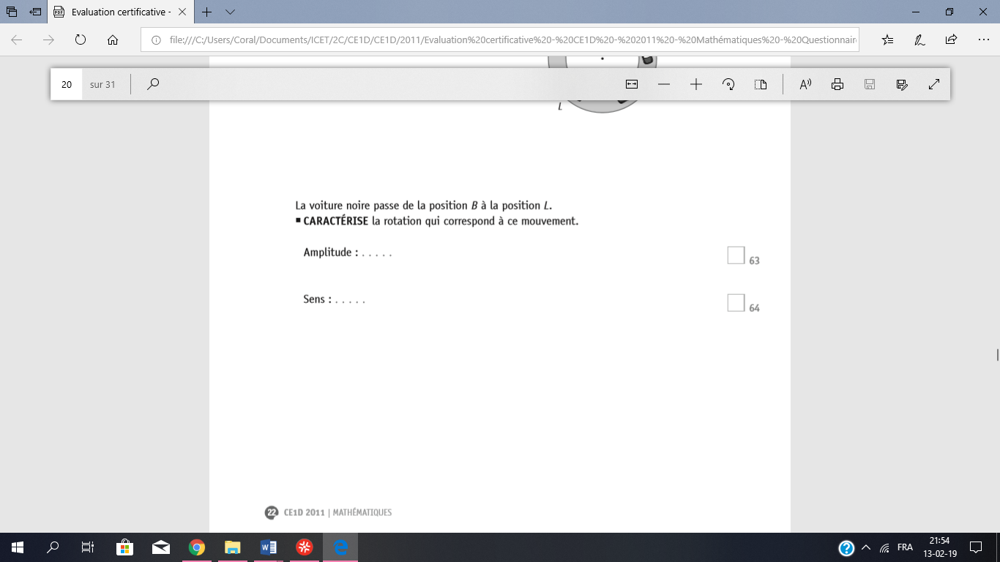 Evaluation certificative -
file:///C:/Users/Coral/Documents/ICET/2C/CE1D/CE1D/2011/Evaluation%20certificative%20-%20CE1D%20-%202011%20-%20Mathématiques%20-%20Questionnair
20 sur 31
L
La voiture noire passe de la position B à la position L.
▪ CARACTÉRISE la rotation qui correspond à ce mouvement.
Amplitude : . . . . .
63
Sens : . . . . .
64
22 CE1D 2011 | MATHÉMATIQUES
FRA
21:54
13-02-19